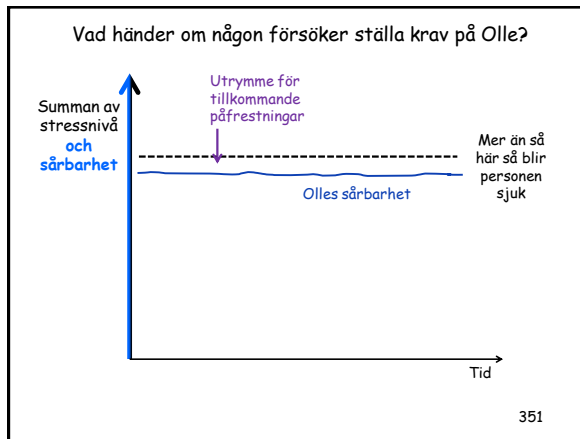 Vad händer om någon försöker ställa krav på Olle?
Utrymme för
tillkommande
påfrestningar
Summan av
stressnivå
och
sårbarhet
Mer än så
här så blir
personen
sjuk
Olles sårbarhet
Tid
351